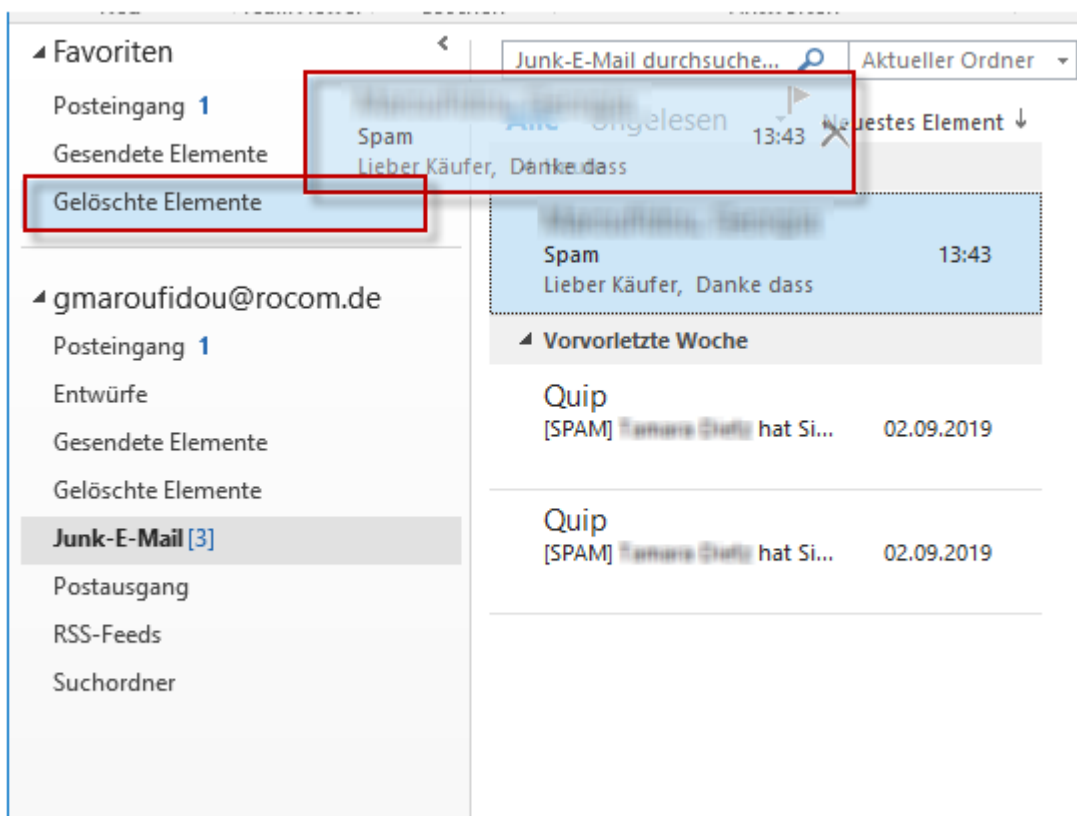 Favoriten
Posteingang 1
Gesendete Elemente
Gelöschte Elemente
gmaroufidou@rocom.de
Posteingang 1
Entwürfe
Gesendete Elemente
Gelöschte Elemente
Junk-E-Mail [3]
Postausgang
RSS-Feeds
Suchordner
Junk-E-Mail durchsuche... Aktueller Ordner
Alle Ungelesen Neuestes Element ↓
Spam 13:43
Lieber Käufer, Danke dass
Heute
Spam 13:43
Lieber Käufer, Danke dass
Vorvorletzte Woche
Quip
[SPAM] hat Si... 02.09.2019
Quip
[SPAM] hat Si... 02.09.2019